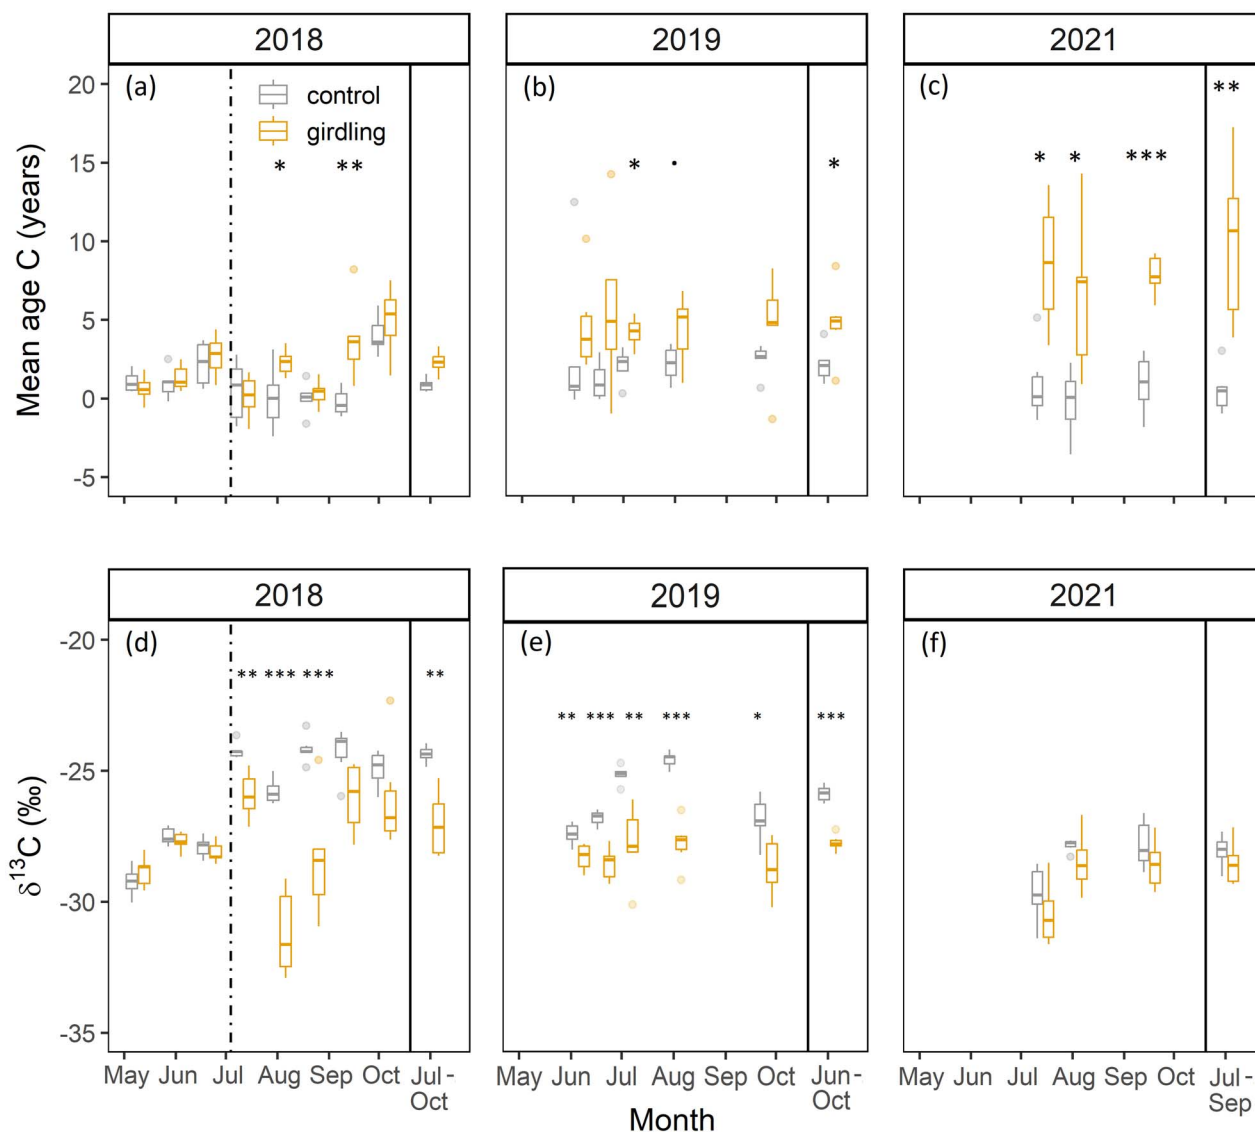 2018 2019 2021
(a) (b) (c)
control
girdling
* **
* . *
* * *** **
Mean age C (years)
20
15
10
5
0
-5
2018 2019 2021
(d) (e) (f)
** *** *** **
** *** ** *** * ***
δ13C (‰)
-20
-25
-30
-35
May Jun Jul Aug Sep Oct Jul-
Oct
May Jun Jul Aug Sep Oct Jun-
Oct
May Jun Jul Aug Sep Oct Jul-
Sep
Month